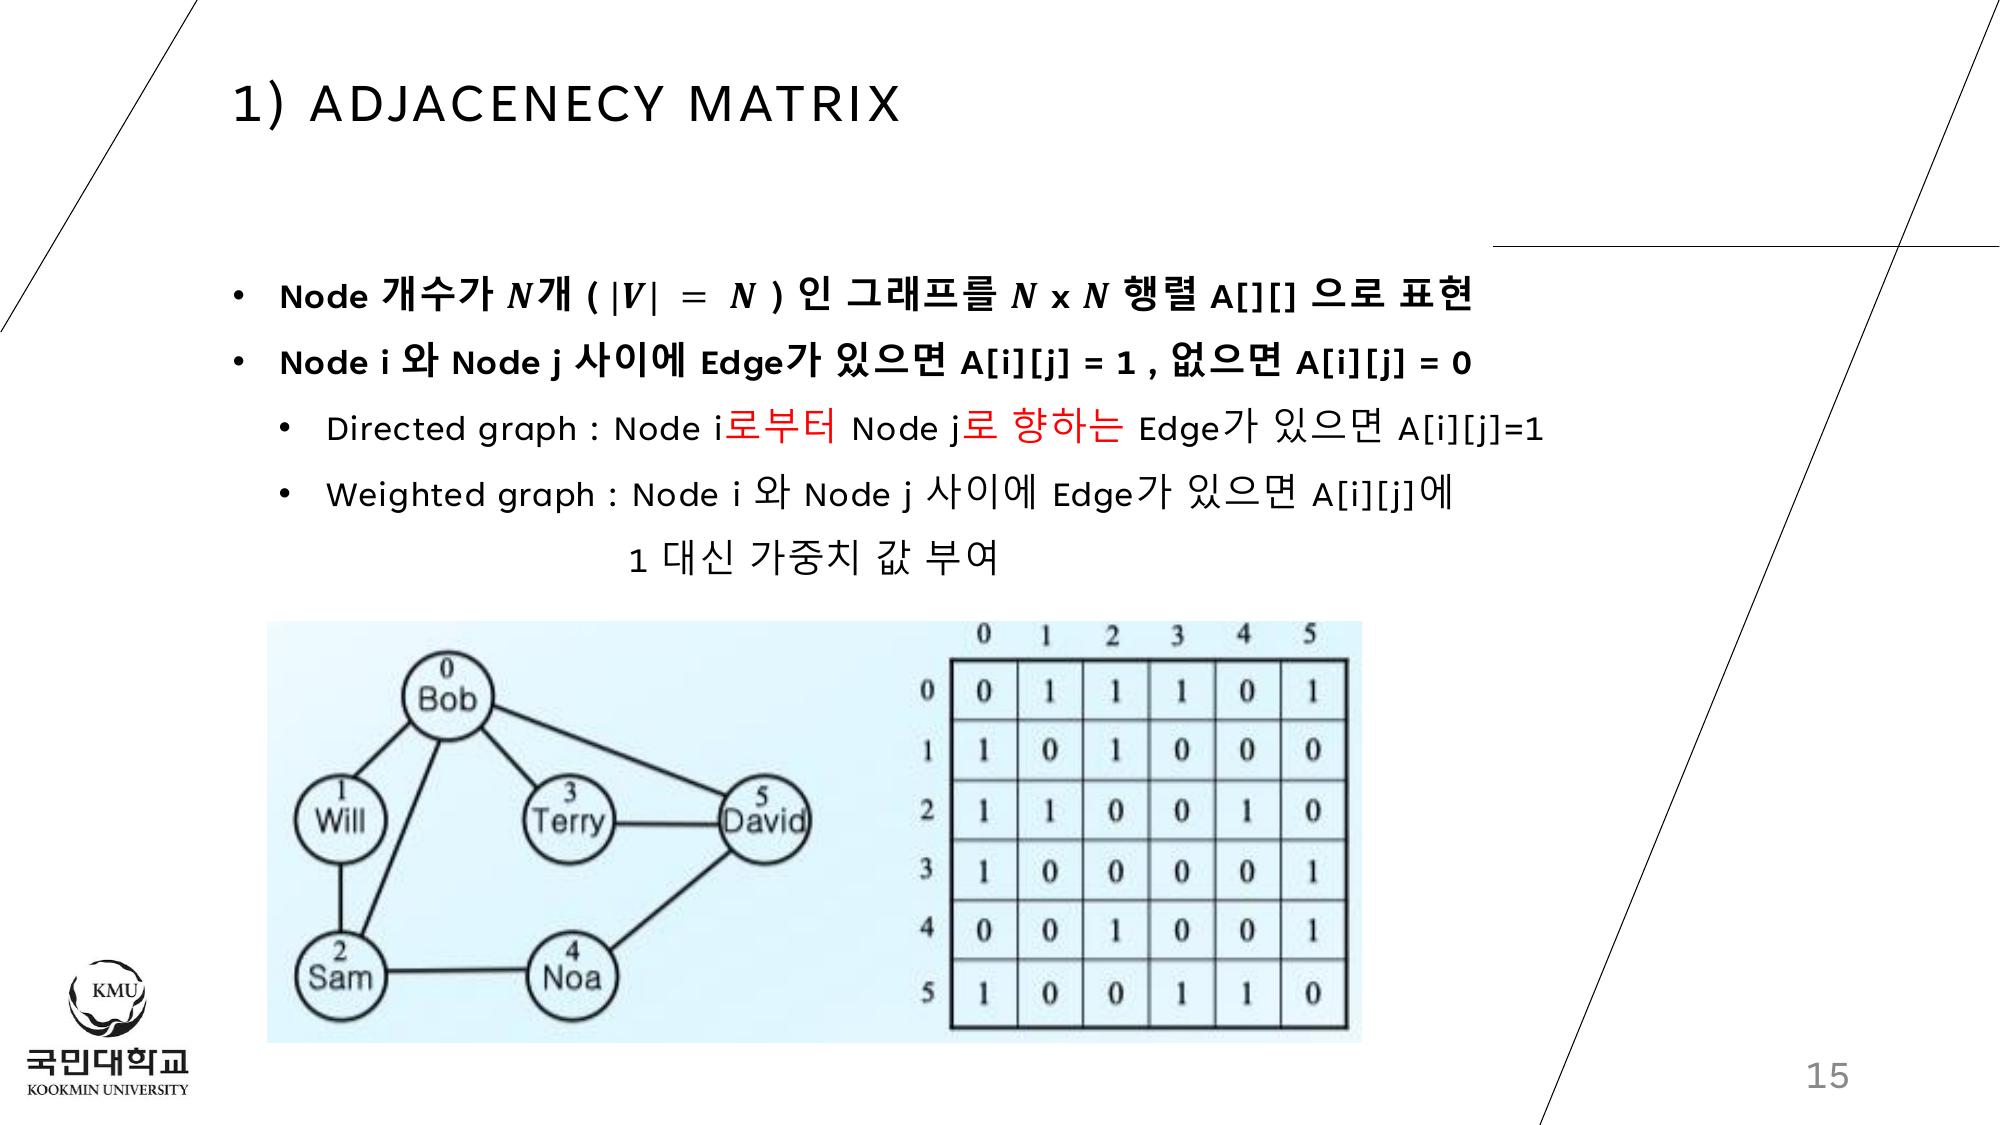 1) ADJACENECY MATRIX
• Node 개수가 N개 ( |V| = N ) 인 그래프를 N x N 행렬 A[][] 으로 표현
• Node i 와 Node j 사이에 Edge가 있으면 A[i][j] = 1 , 없으면 A[i][j] = 0
• Directed graph : Node i로부터 Node j로 향하는 Edge가 있으면 A[i][j]=1
• Weighted graph : Node i 와 Node j 사이에 Edge가 있으면 A[i][j]에
1 대신 가중치 값 부여
0
Bob
1
Will
3
Terry
5
David
2
Sam
4
Noa
0 1 2 3 4 5
0 0 1 1 1 0 1
1 1 0 1 0 0 0
2 1 1 0 0 1 0
3 1 0 0 0 0 1
4 0 0 1 0 0 1
5 1 0 0 1 1 0
KMU
국민대학교
KOOKMIN UNIVERSITY
15